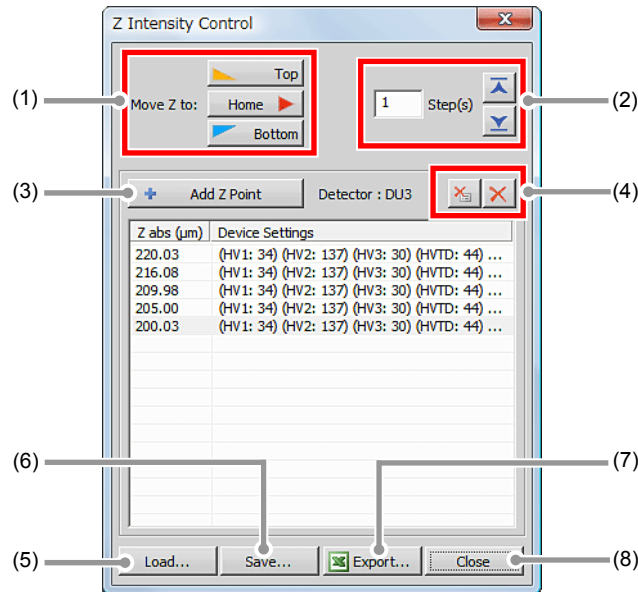 Z Intensity Control
(1)
Move Z to:
Top
Home
Bottom
1 Step(s)
(2)
(3)
Add Z Point
Detector : DU3
(4)
Z abs (µm) Device Settings
220.03 (HV1: 34) (HV2: 137) (HV3: 30) (HVTD: 44) ...
216.08 (HV1: 34) (HV2: 137) (HV3: 30) (HVTD: 44) ...
209.98 (HV1: 34) (HV2: 137) (HV3: 30) (HVTD: 44) ...
205.00 (HV1: 34) (HV2: 137) (HV3: 30) (HVTD: 44) ...
200.03 (HV1: 34) (HV2: 137) (HV3: 30) (HVTD: 44) ...
(6)
(7)
(5)
Load...
Save...
Export...
Close
(8)